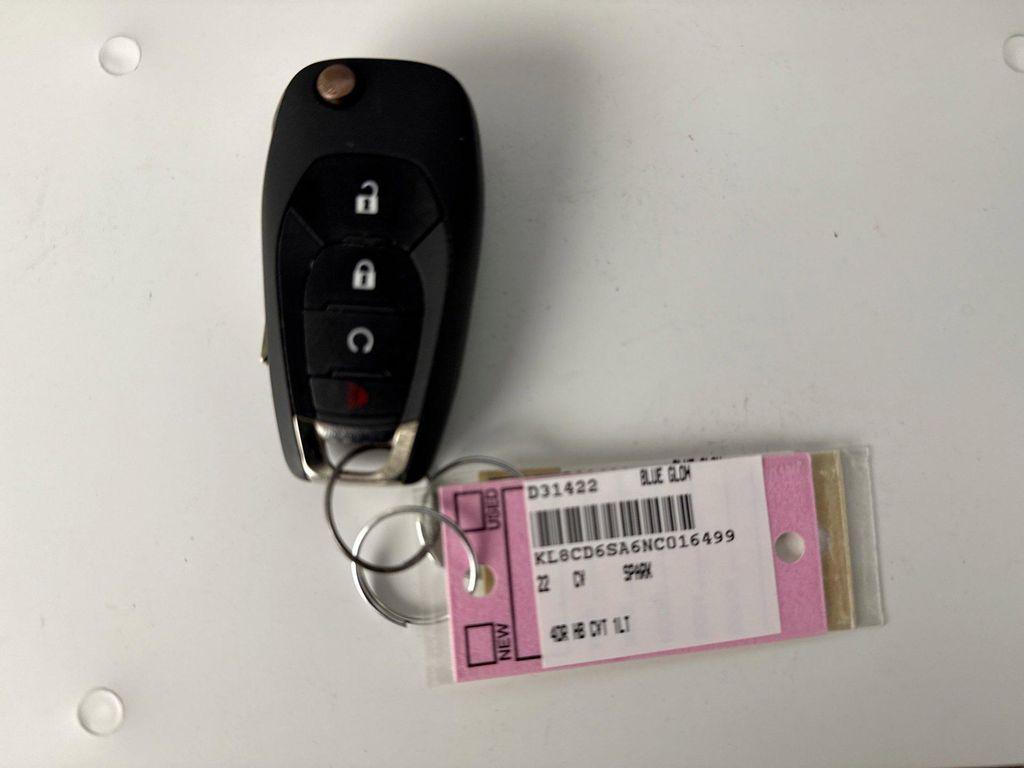 USED
NEW
D31422 BLUE GLOW
KL8CD6SA6NC016499
22 CV SPARK
4DR HB CVT 1LT